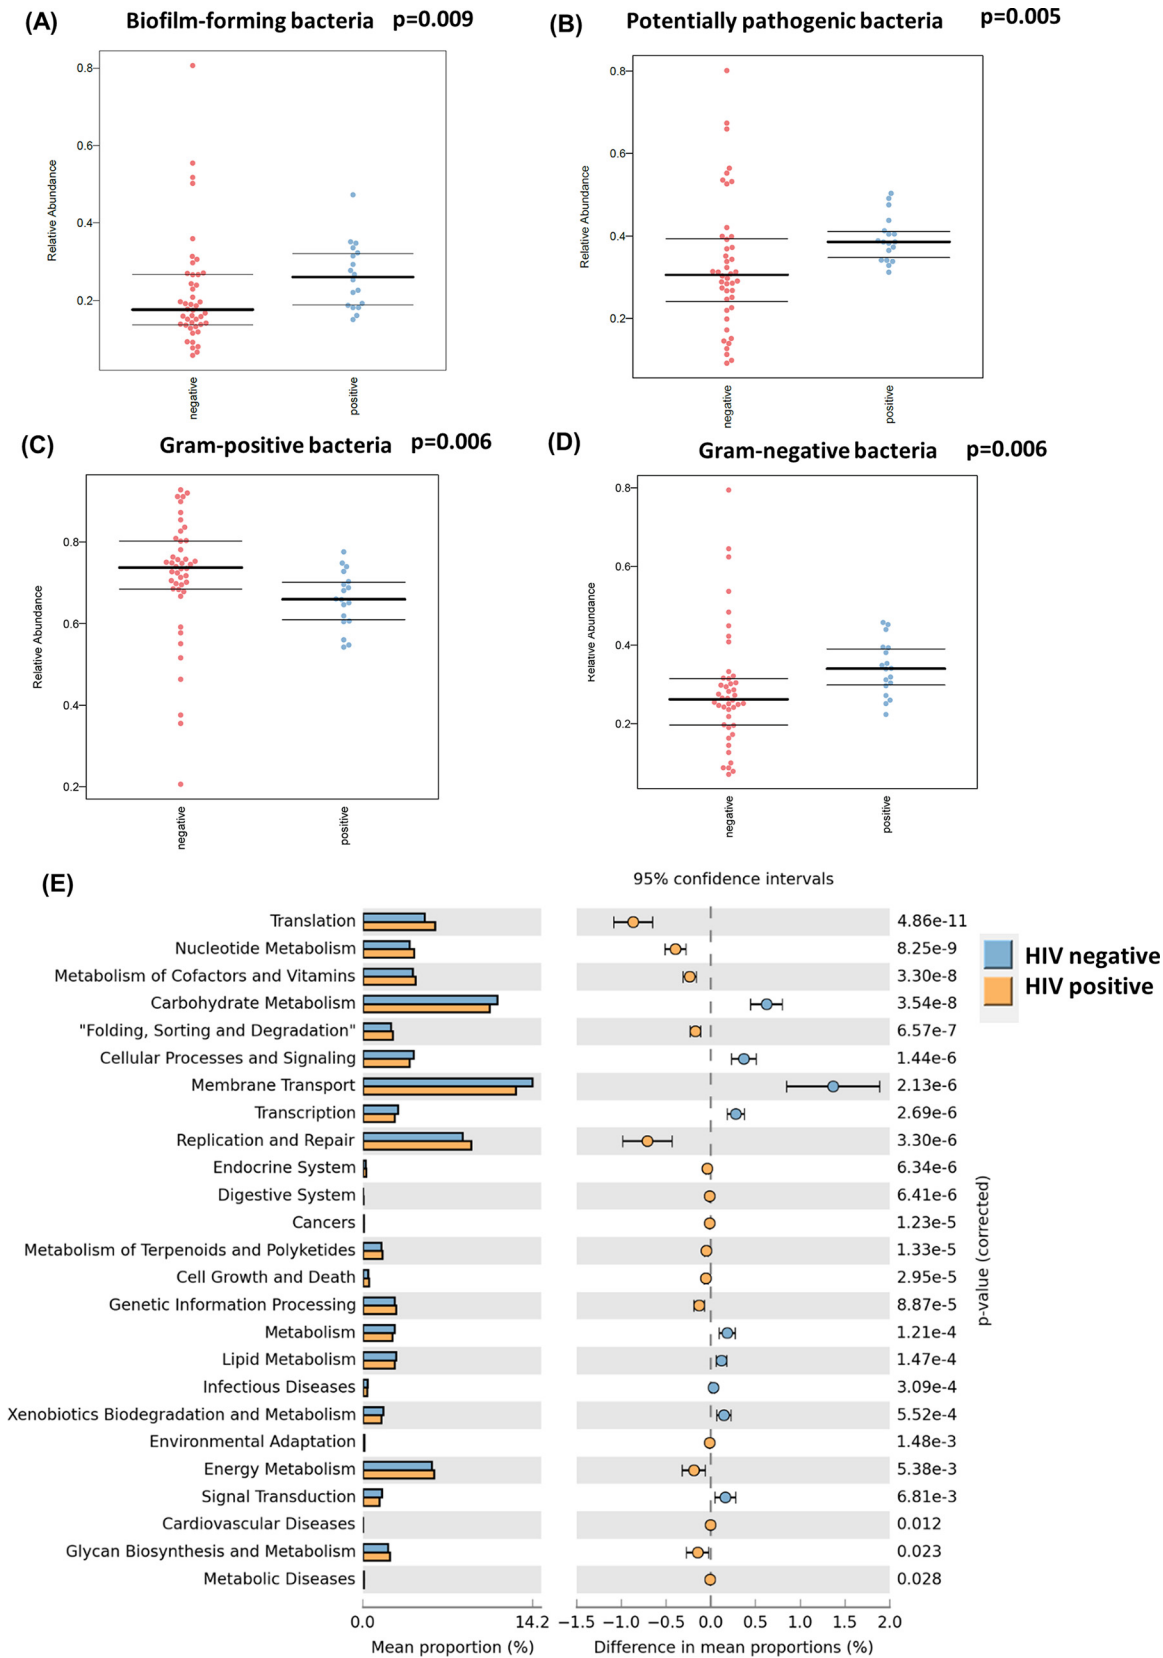 (A) Biofilm-forming bacteria p=0.009
0.8
0.6
0.4
0.2
Relative Abundance
negative positive
(B) Potentially pathogenic bacteria p=0.005
0.8
0.6
0.4
0.2
Relative Abundance
negative positive
(C) Gram-positive bacteria p=0.006
0.8
0.6
0.4
0.2
Relative Abundance
negative positive
(D) Gram-negative bacteria p=0.006
0.8
0.6
0.4
0.2
Relative Abundance
negative positive
(E)
95% confidence intervals
Translation 4.86e-11
Nucleotide Metabolism 8.25e-9
Metabolism of Cofactors and Vitamins 3.30e-8
Carbohydrate Metabolism 3.54e-8
"Folding, Sorting and Degradation" 6.57e-7
Cellular Processes and Signaling 1.44e-6
Membrane Transport 2.13e-6
Transcription 2.69e-6
Replication and Repair 3.30e-6
Endocrine System 6.34e-6
Digestive System 6.41e-6
Cancers 1.23e-5
Metabolism of Terpenoids and Polyketides 1.33e-5
Cell Growth and Death 2.95e-5
Genetic Information Processing 8.87e-5
Metabolism 1.21e-4
Lipid Metabolism 1.47e-4
Infectious Diseases 3.09e-4
Xenobiotics Biodegradation and Metabolism 5.52e-4
Environmental Adaptation 1.48e-3
Energy Metabolism 5.38e-3
Signal Transduction 6.81e-3
Cardiovascular Diseases 0.012
Glycan Biosynthesis and Metabolism 0.023
Metabolic Diseases 0.028
p-value (corrected)
HIV negative
HIV positive
0.0 14.2 −1.5 −1.0 −0.5 0.0 0.5 1.0 1.5 2.0
Mean proportion (%) Difference in mean proportions (%)